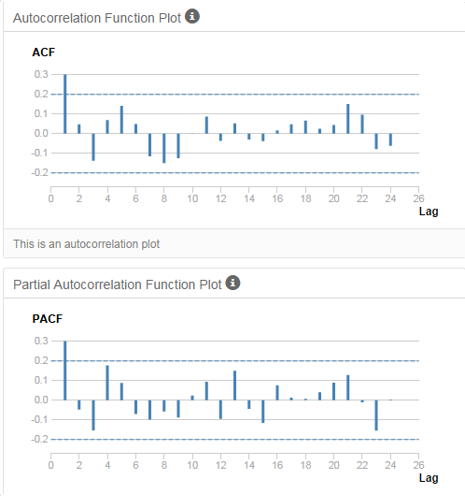 Autocorrelation Function Plot i
ACF
0.3
0.2
0.1
0.0
-0.1
-0.2
0 2 4 6 8 10 12 14 16 18 20 22 24 26
Lag
This is an autocorrelation plot
Partial Autocorrelation Function Plot i
PACF
0.3
0.2
0.1
0.0
-0.1
-0.2
0 2 4 6 8 10 12 14 16 18 20 22 24 26
Lag